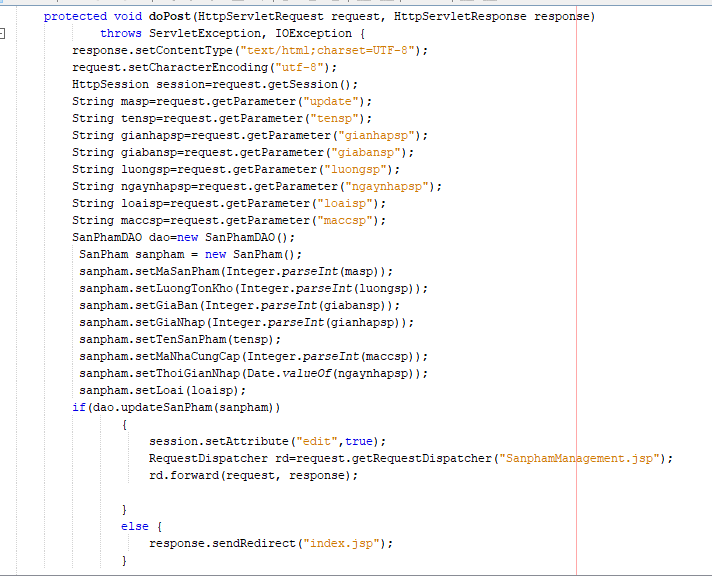 protected void doPost(HttpServletRequest request, HttpServletResponse response)
throws ServletException, IOException {
response.setContentType("text/html;charset=UTF-8");
request.setCharacterEncoding("utf-8");
HttpSession session=request.getSession();
String masp=request.getParameter("update");
String tensp=request.getParameter("tensp");
String gianhapsp=request.getParameter("gianhapsp");
String giabansp=request.getParameter("giabansp");
String luongsp=request.getParameter("luongsp");
String ngaynhapsp=request.getParameter("ngaynhapsp");
String loaisp=request.getParameter("loaisp");
String maccsp=request.getParameter("maccsp");
SanPhamDAO dao=new SanPhamDAO();
SanPham sanpham = new SanPham();
sanpham.setMaSanPham(Integer.parseInt(masp));
sanpham.setLuongTonKho(Integer.parseInt(luongsp));
sanpham.setGiaBan(Integer.parseInt(giabansp));
sanpham.setGiaNhap(Integer.parseInt(gianhapsp));
sanpham.setTenSanPham(tensp);
sanpham.setMaNhaCungCap(Integer.parseInt(maccsp));
sanpham.setThoiGianNhap(Date.valueOf(ngaynhapsp));
sanpham.setLoai(loaisp);
if(dao.updateSanPham(sanpham))
{
session.setAttribute("edit",true);
RequestDispatcher rd=request.getRequestDispatcher("SanphamManagement.jsp");
rd.forward(request, response);
}
else {
response.sendRedirect("index.jsp");
}